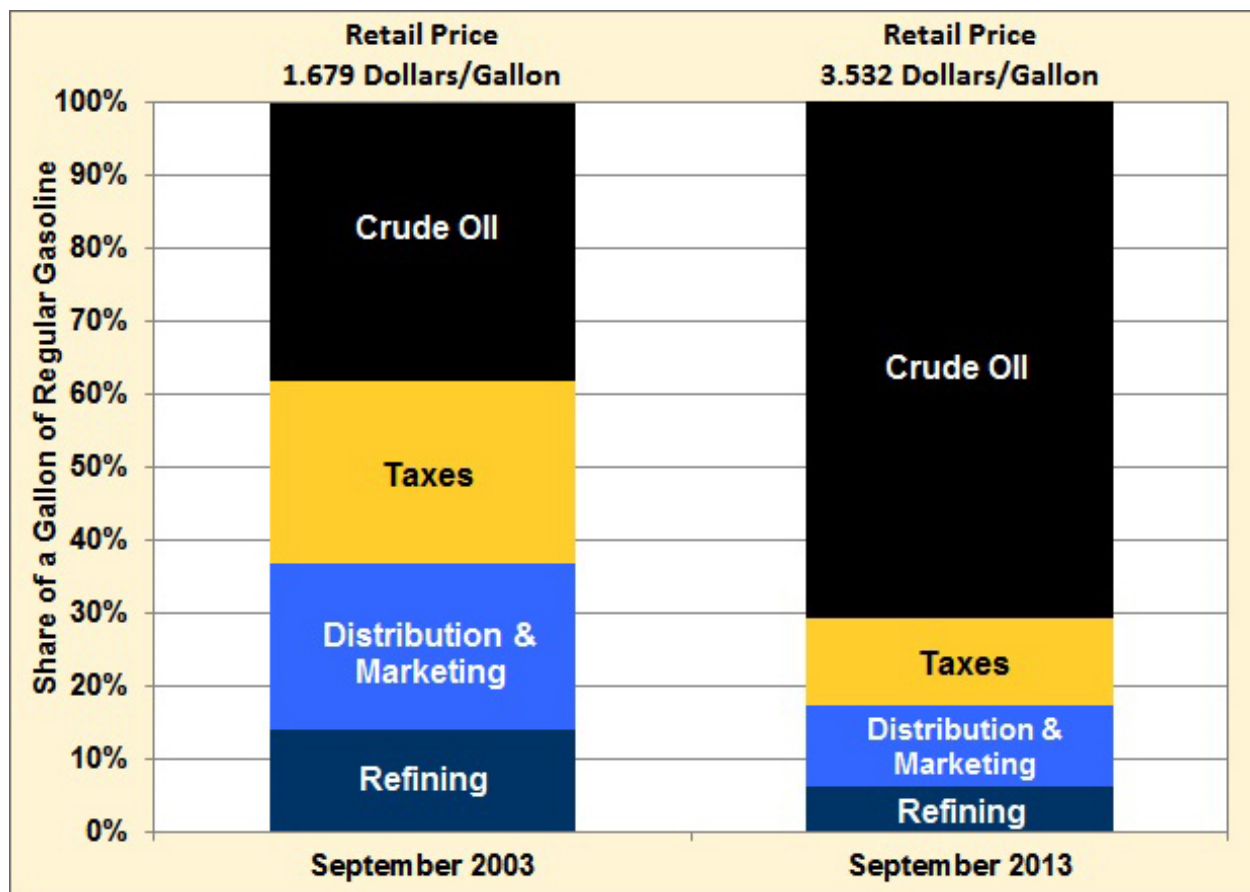 Retail Price
1.679 Dollars/Gallon
Retail Price
3.532 Dollars/Gallon
Share of a Gallon of Regular Gasoline
100%
90%
80%
70%
60%
50%
40%
30%
20%
10%
0%
Crude Oll
Taxes
Distribution &
Marketing
Refining
Crude Oll
Taxes
Distribution &
Marketing
Refining
September 2003
September 2013